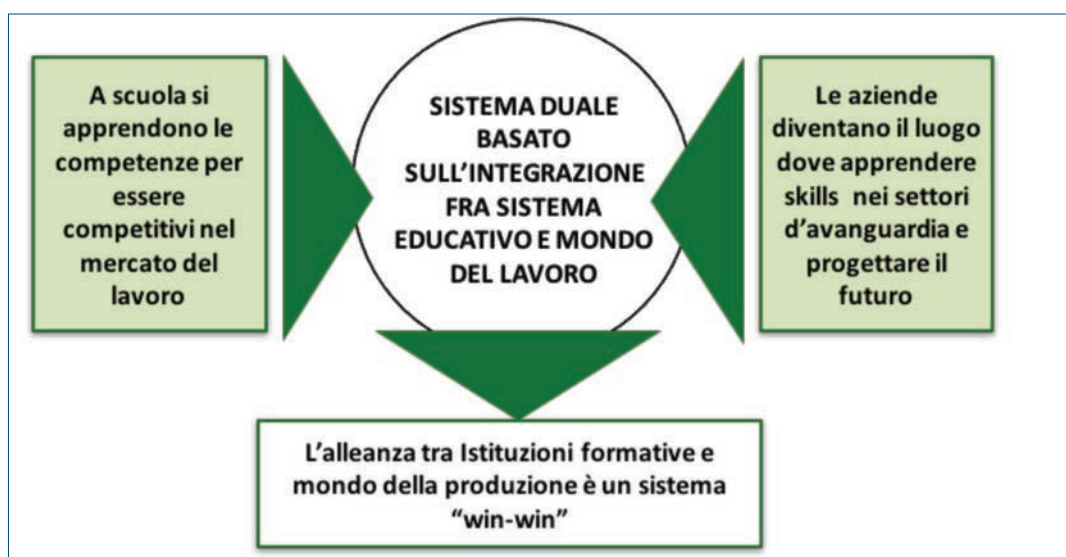 A scuola si
apprendono le
competenze per
essere
competitivi nel
mercato del
lavoro
SISTEMA DUALE
BASATO
SULL'INTEGRAZIONE
FRA SISTEMA
EDUCATIVO E MONDO
DEL LAVORO
Le aziende
diventano il luogo
dove apprendere
skills nei settori
d'avanguardia e
progettare il
futuro
L'alleanza tra Istituzioni formative e
mondo della produzione è un sistema
“win-win”